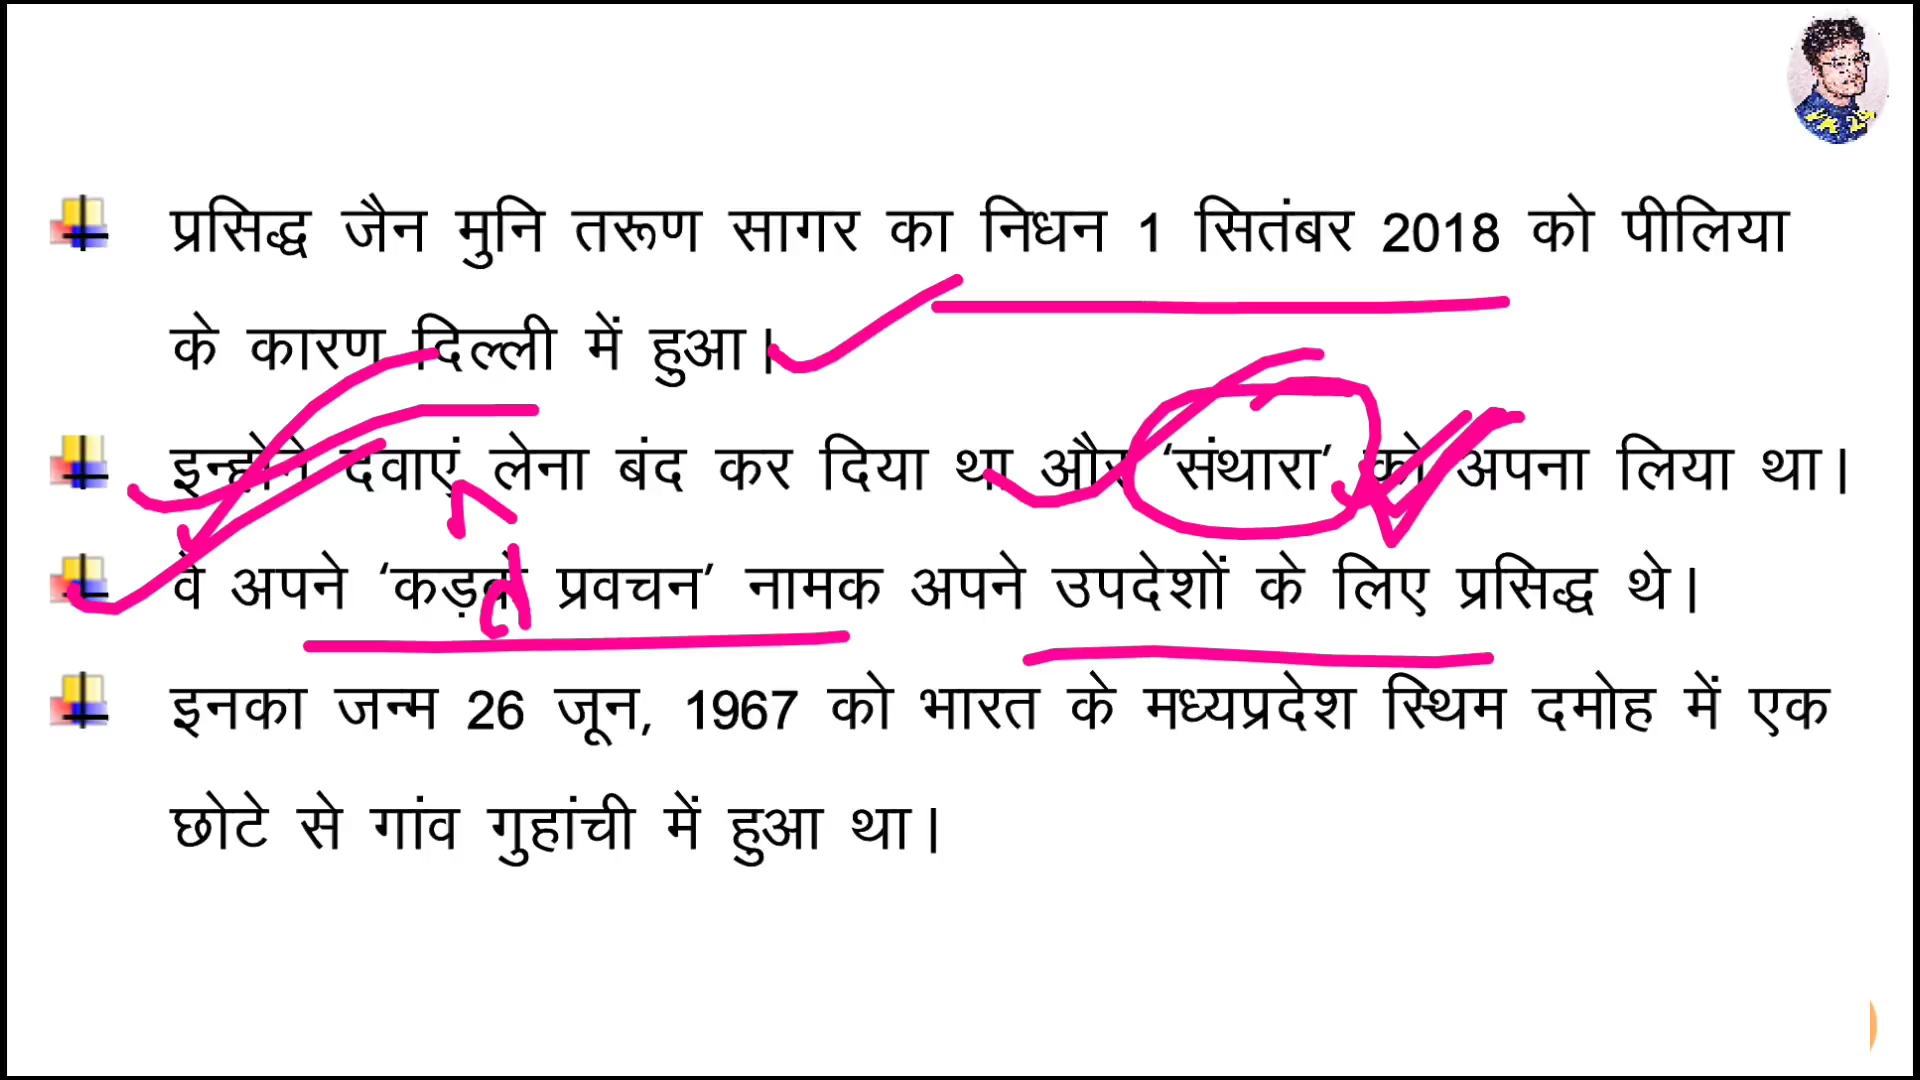 प्रसिद्ध जैन मुनि तरूण सागर का निधन 1 सितंबर 2018 को पीलिया
के कारण दिल्ली में हुआ।
इन्होने दवाएं लेना बंद कर दिया था और ‘संथारा’ को अपना लिया था।
वे अपने ‘कड़वे प्रवचन’ नामक अपने उपदेशों के लिए प्रसिद्ध थे।
इनका जन्म 26 जून, 1967 को भारत के मध्यप्रदेश स्थिम दमोह में एक
छोटे से गांव गुहांची में हुआ था।